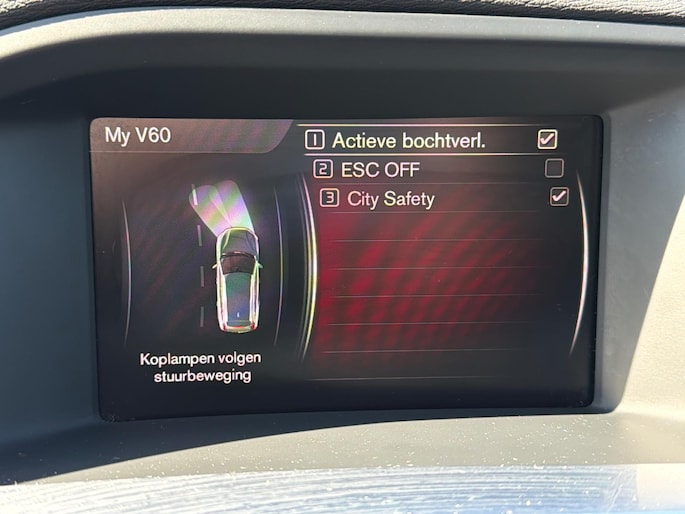 My V60
1 Actieve bochtverl.
2 ESC OFF
3 City Safety
Koplampen volgen
stuurbeweging